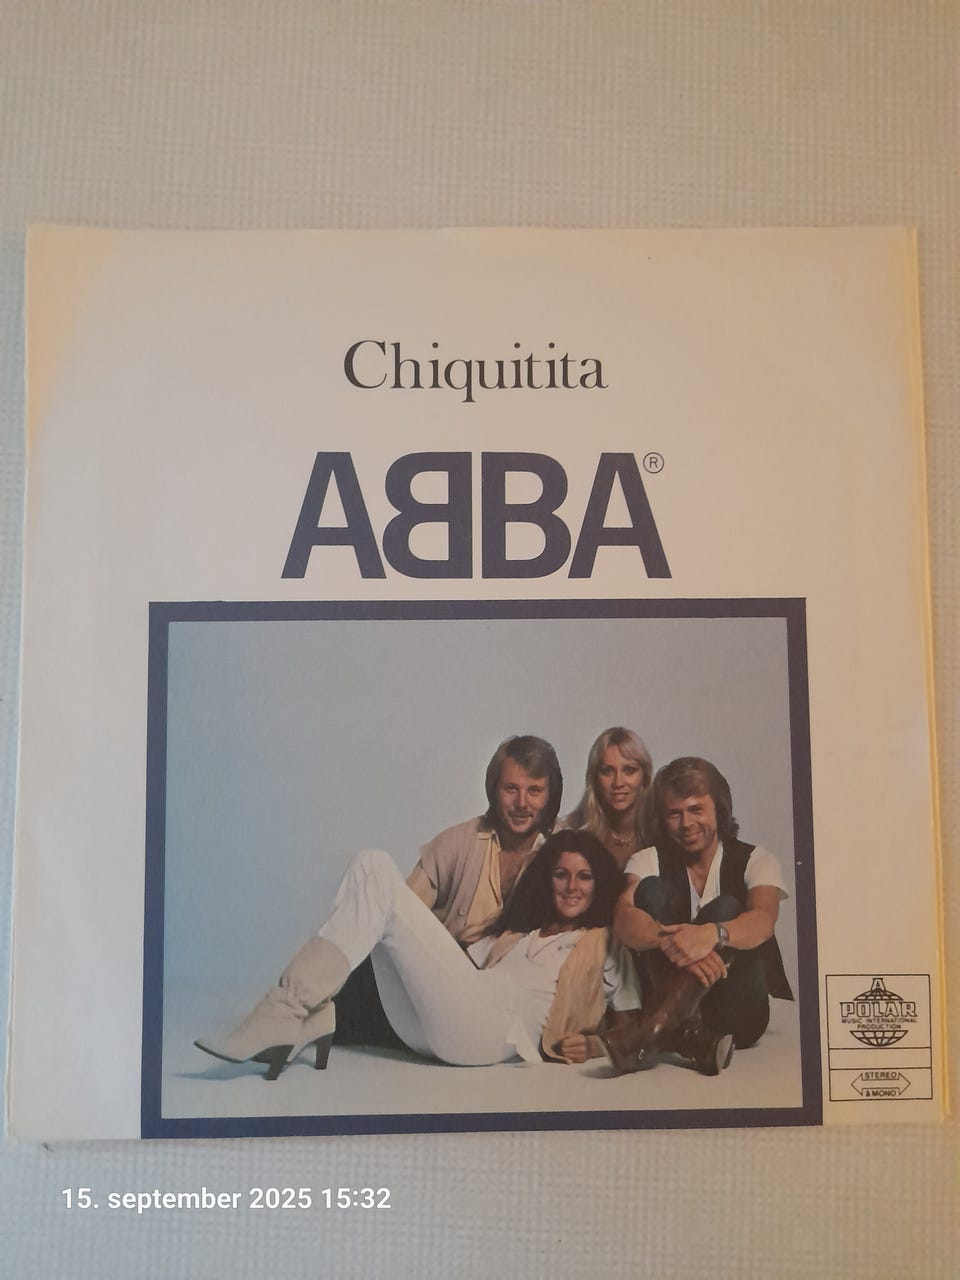 Chiquitita
ABBA®
A
POLAR
MUSIC INTERNATIONAL
PRODUCTION
STEREO
& MONO
15. september 2025 15:32